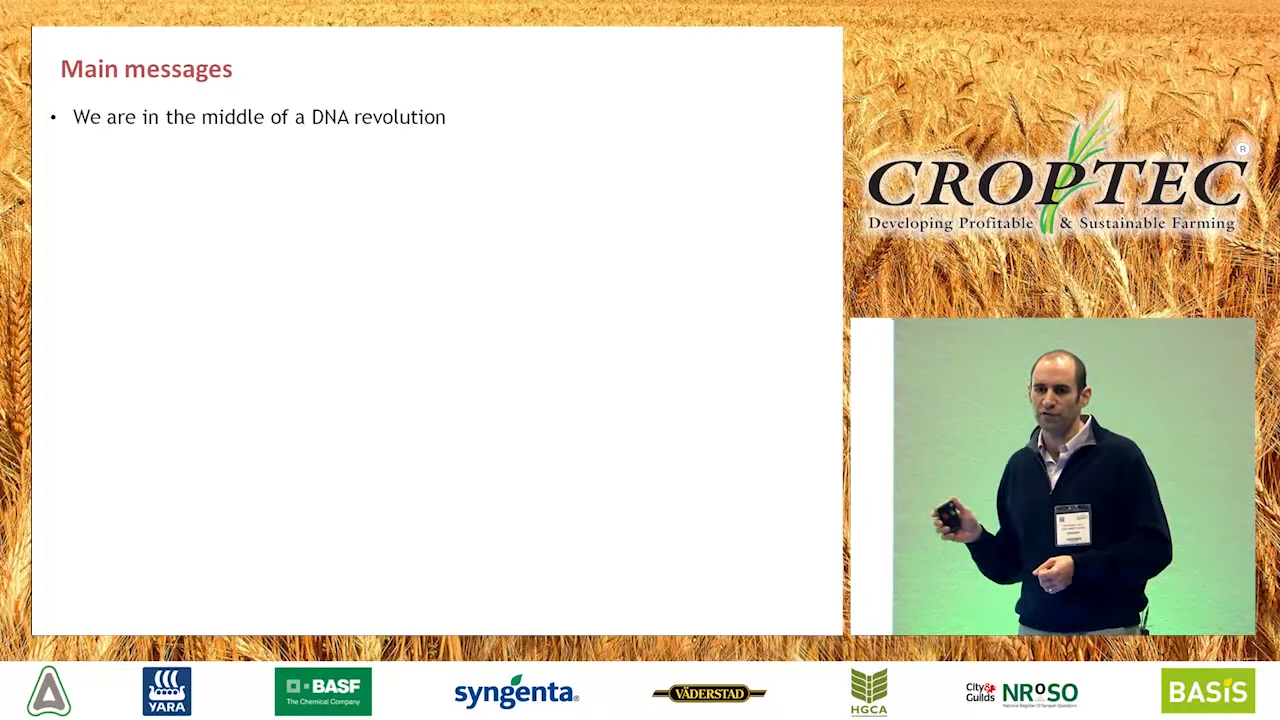 Main messages
• We are in the middle of a DNA revolution
CROPTEC
®
Developing Profitable & Sustainable Farming
YARA
BASF
The Chemical Company
syngenta®
VÄDERSTAD
HGCA
City& Guilds
NRoSO
National Register Of Sprayer Operators
BASiS